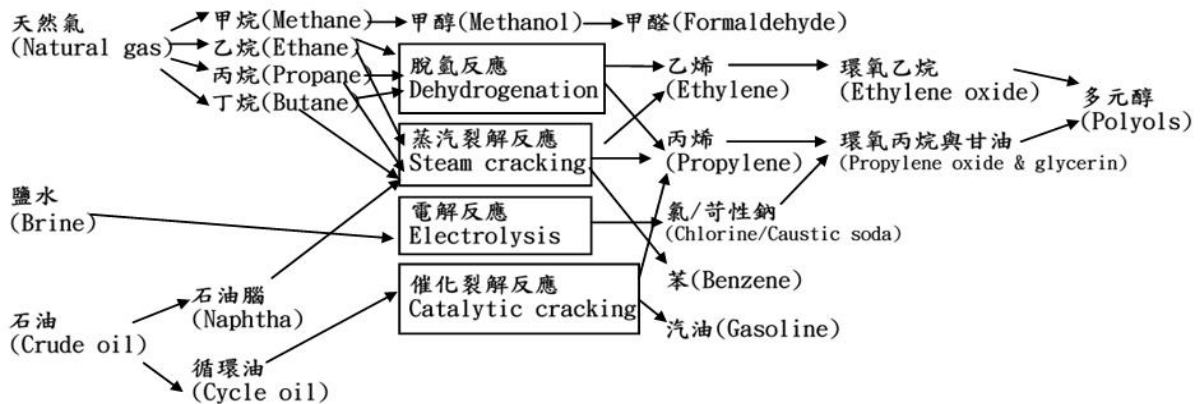 天然氣
(Natural gas)
甲烷(Methane)
甲醇(Methanol)
甲醛(Formaldehyde)
乙烷(Ethane)
丙烷(Propane)
丁烷(Butane)
脫氫反應
Dehydrogenation
乙烯
(Ethylene)
環氧乙烷
(Ethylene oxide)
多元醇
(Polyols)
蒸汽裂解反應
Steam cracking
丙烯
(Propylene)
環氧丙烷與甘油
(Propylene oxide & glycerin)
鹽水
(Brine)
電解反應
Electrolysis
氯/苛性鈉
(Chlorine/Caustic soda)
石油
(Crude oil)
石油腦
(Naphtha)
循環油
(Cycle oil)
催化裂解反應
Catalytic cracking
苯(Benzene)
汽油(Gasoline)